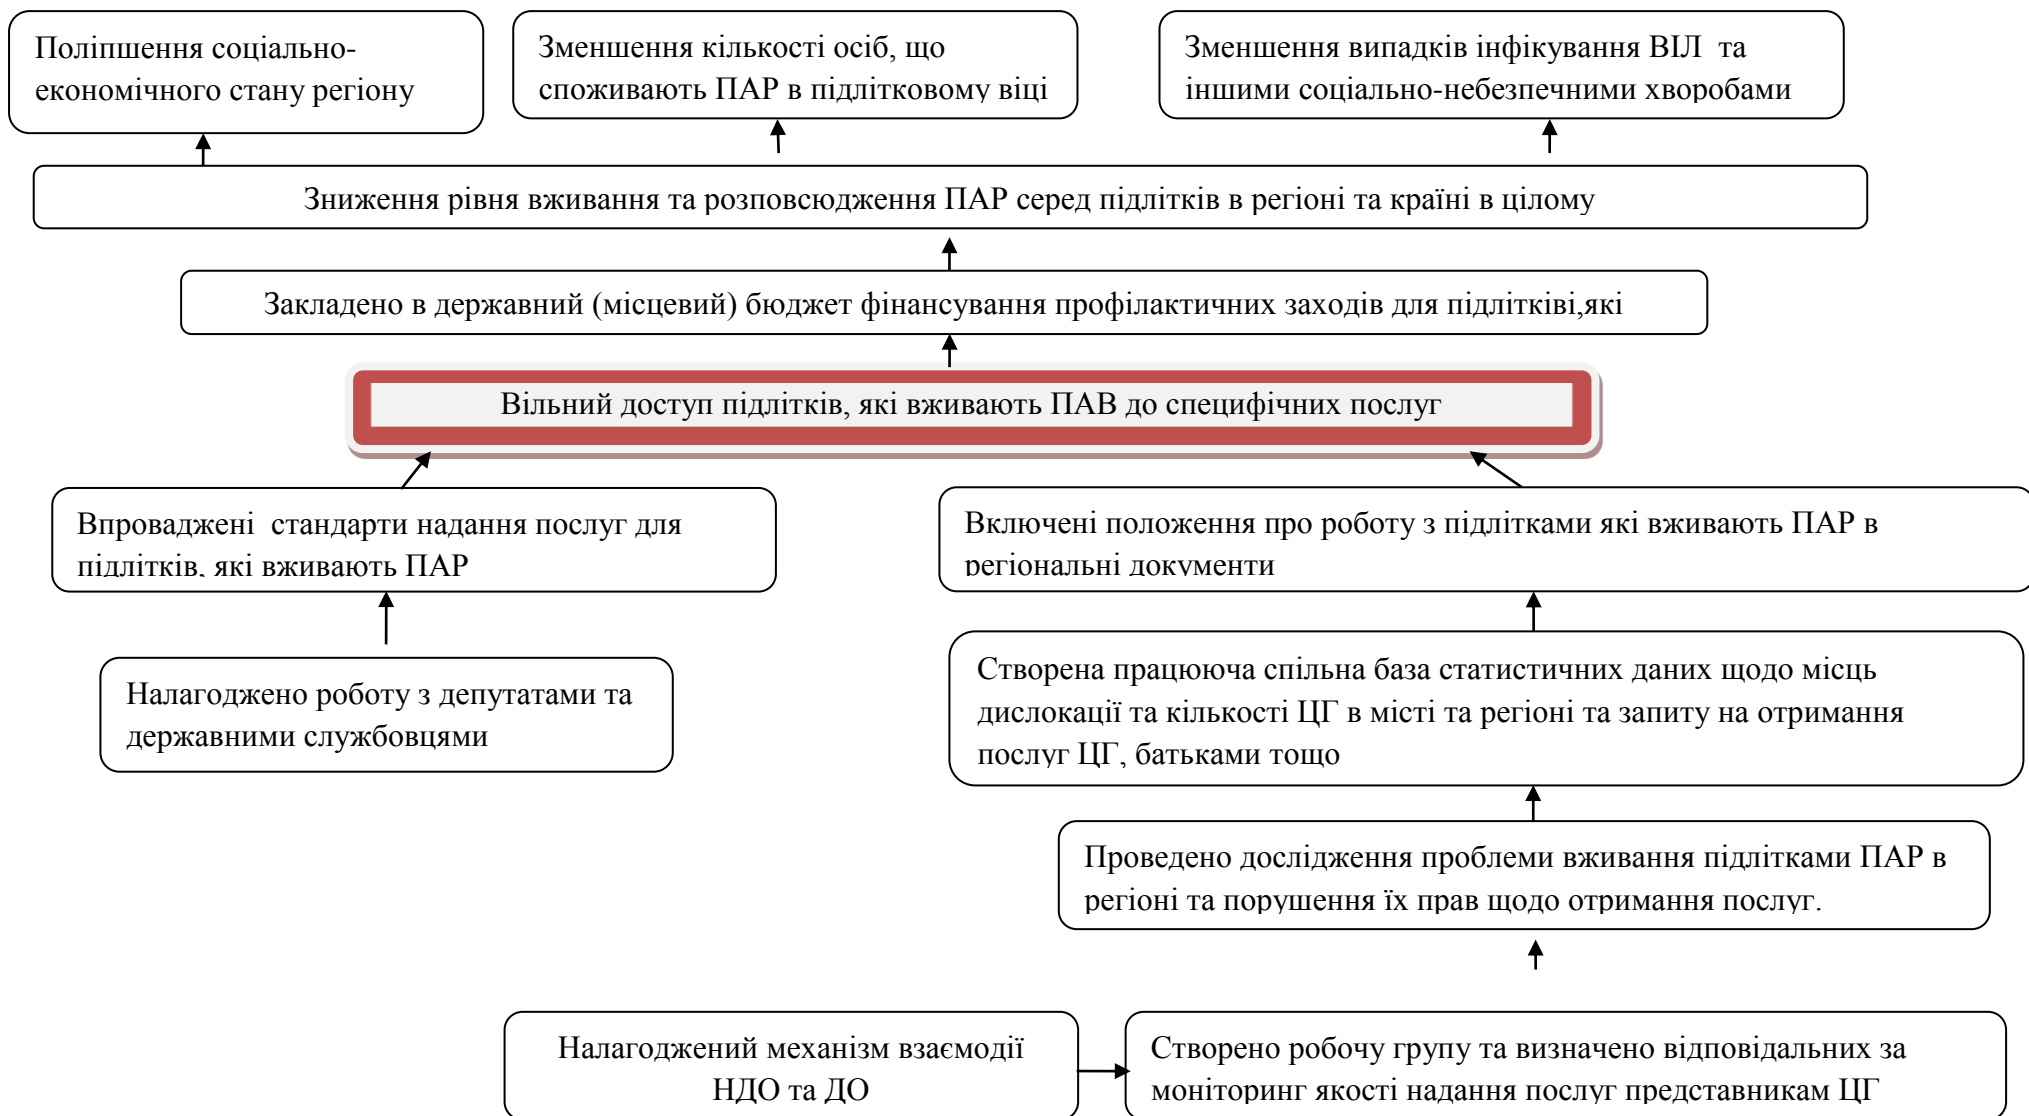 Поліпшення соціально-
економічного стану регіону
Зменшення кількості осіб, що
споживають ПАР в підлітковому віці
Зменшення випадків інфікування ВІЛ та
іншими соціально-небезпечними хворобами
Зниження рівня вживання та розповсюдження ПАР серед підлітків в регіоні та країні в цілому
Закладено в державний (місцевий) бюджет фінансування профілактичних заходів для підлітківі,які
Вільний доступ підлітків, які вживають ПАВ до специфічних послуг
Впроваджені стандарти надання послуг для
підлітків, які вживають ПАР
Включені положення про роботу з підлітками які вживають ПАР в
регіональні документи
Налагоджено роботу з депутатами та
державними службовцями
Створена працююча спільна база статистичних даних щодо місць
дислокації та кількості ЦГ в місті та регіоні та запиту на отримання
послуг ЦГ, батьками тощо
Проведено дослідження проблеми вживання підлітками ПАР в
регіоні та порушення їх прав щодо отримання послуг.
Налагоджений механізм взаємодії
НДО та ДО
Створено робочу групу та визначено відповідальних за
моніторинг якості надання послуг представникам ЦГ